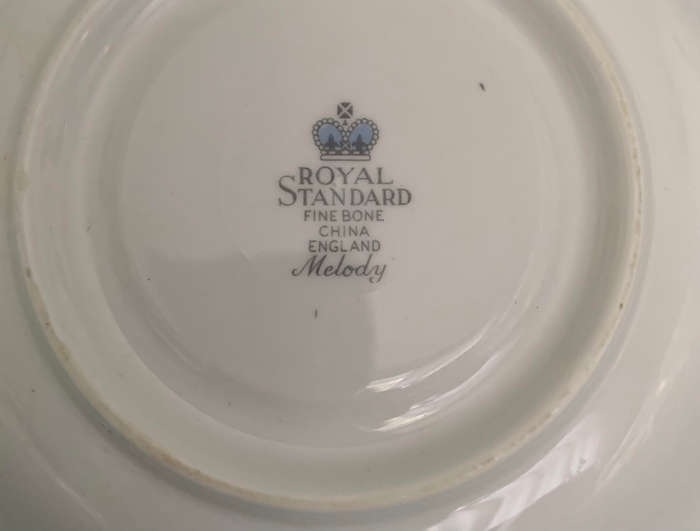 ROYAL
STANDARD
FINE BONE
CHINA
ENGLAND
Melody